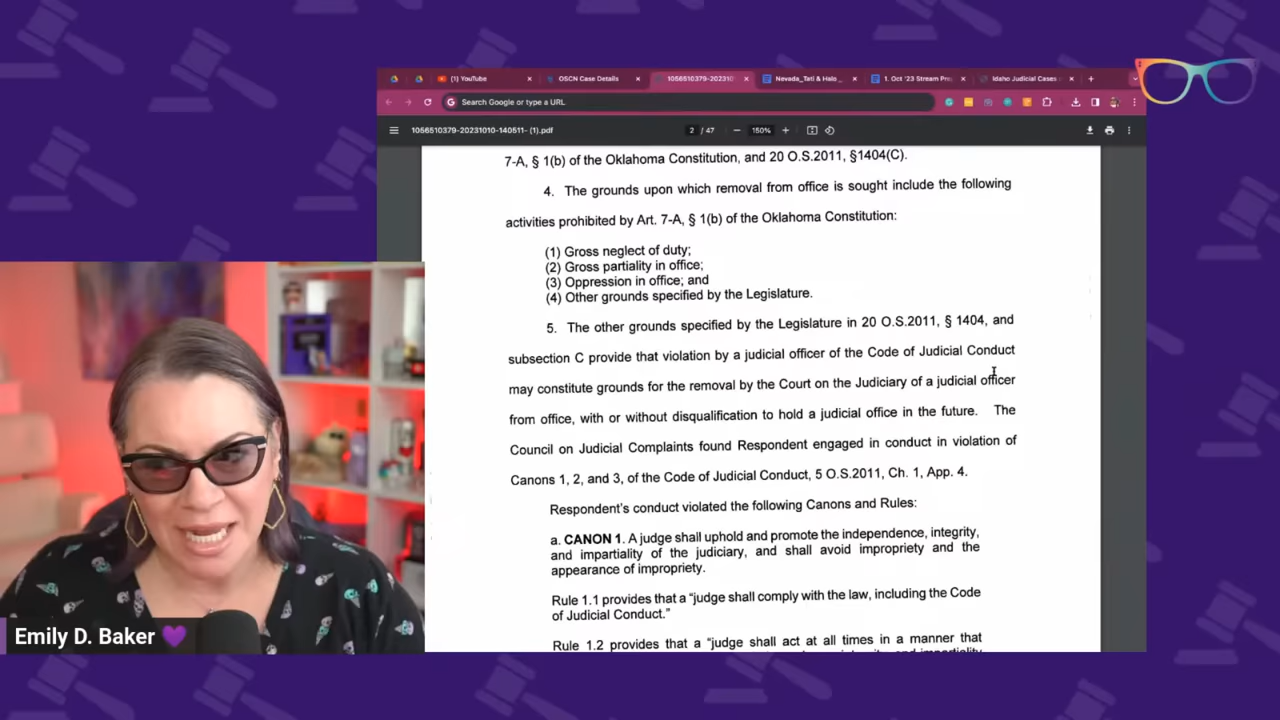 (1) YouTube
OSCN Case Details
1056510379-202310
Nevada_Tati & Halo _
1. Oct '23 Stream Pre
Idaho Judicial Cases
Search Google or type a URL
1056510379-20231010-140511- (1).pdf
2 / 47
150%
7-A, § 1(b) of the Oklahoma Constitution, and 20 O.S.2011, §1404(C).
4. The grounds upon which removal from office is sought include the following
activities prohibited by Art. 7-A, § 1(b) of the Oklahoma Constitution:
(1) Gross neglect of duty;
(2) Gross partiality in office;
(3) Oppression in office; and
(4) Other grounds specified by the Legislature.
5. The other grounds specified by the Legislature in 20 O.S.2011, § 1404, and
subsection C provide that violation by a judicial officer of the Code of Judicial Conduct
may constitute grounds for the removal by the Court on the Judiciary of a judicial officer
from office, with or without disqualification to hold a judicial office in the future. The
Council on Judicial Complaints found Respondent engaged in conduct in violation of
Canons 1, 2, and 3, of the Code of Judicial Conduct, 5 O.S.2011, Ch. 1, App. 4.
Respondent's conduct violated the following Canons and Rules:
a. CANON 1. A judge shall uphold and promote the independence, integrity,
and impartiality of the judiciary, and shall avoid impropriety and the
appearance of impropriety.
Rule 1.1 provides that a "judge shall comply with the law, including the Code
of Judicial Conduct."
Rule 1.2 provides that a "judge shall act at all times in a manner that
Emily D. Baker 💜